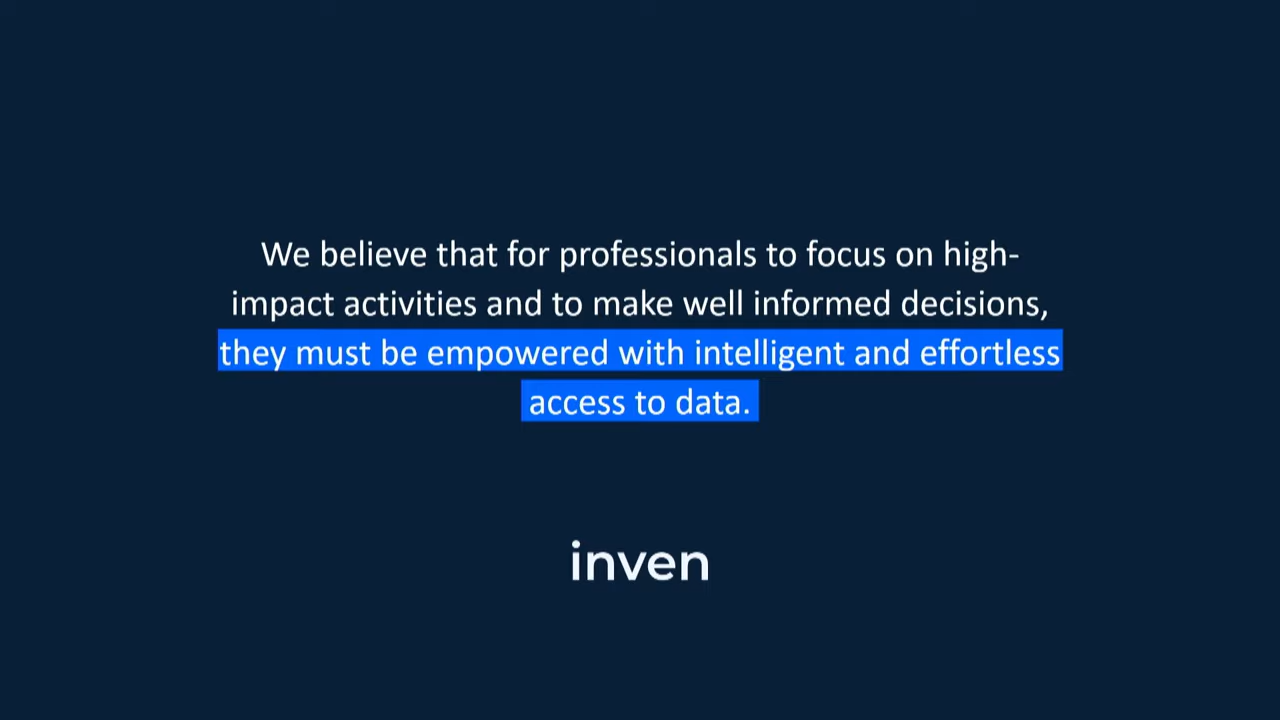 We believe that for professionals to focus on high-
impact activities and to make well informed decisions,
they must be empowered with intelligent and effortless
access to data.
inven